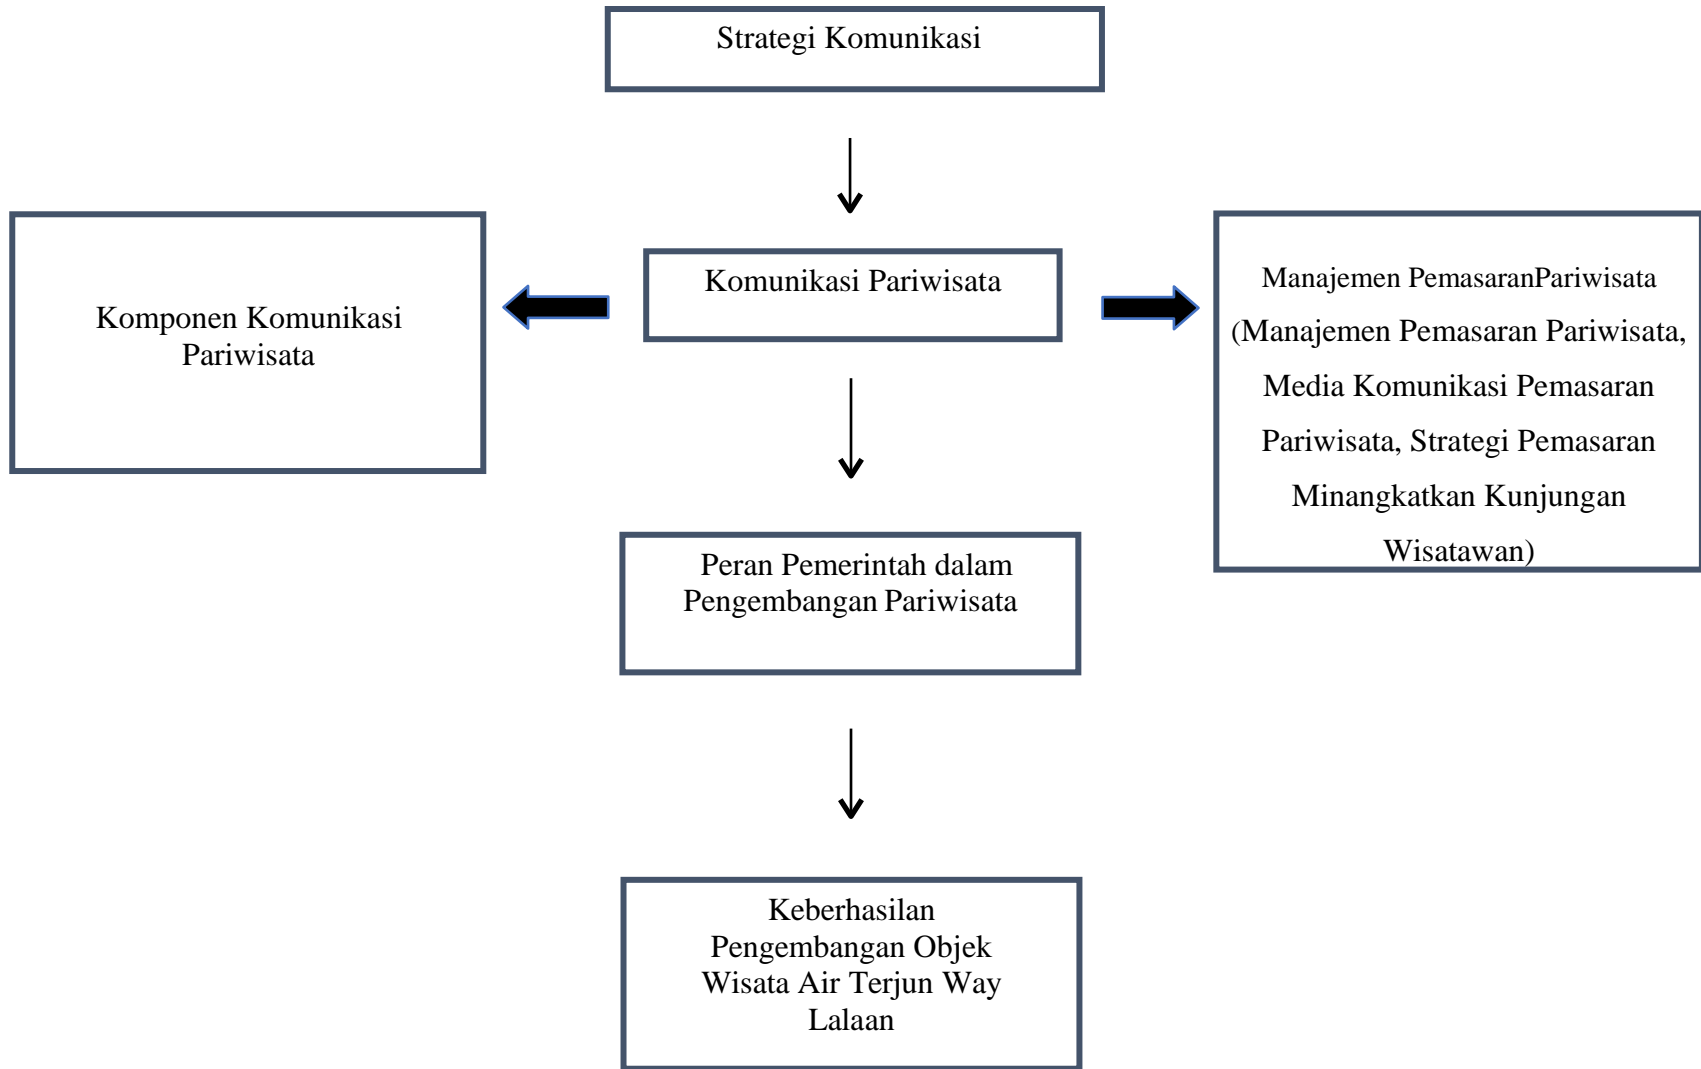 Strategi Komunikasi
Komponen Komunikasi
Pariwisata
Komunikasi Pariwisata
Manajemen PemasaranPariwisata
(Manajemen Pemasaran Pariwisata,
Media Komunikasi Pemasaran
Pariwisata, Strategi Pemasaran
Minangkatkan Kunjungan
Wisatawan)
Peran Pemerintah dalam
Pengembangan Pariwisata
Keberhasilan
Pengembangan Objek
Wisata Air Terjun Way
Lalaan